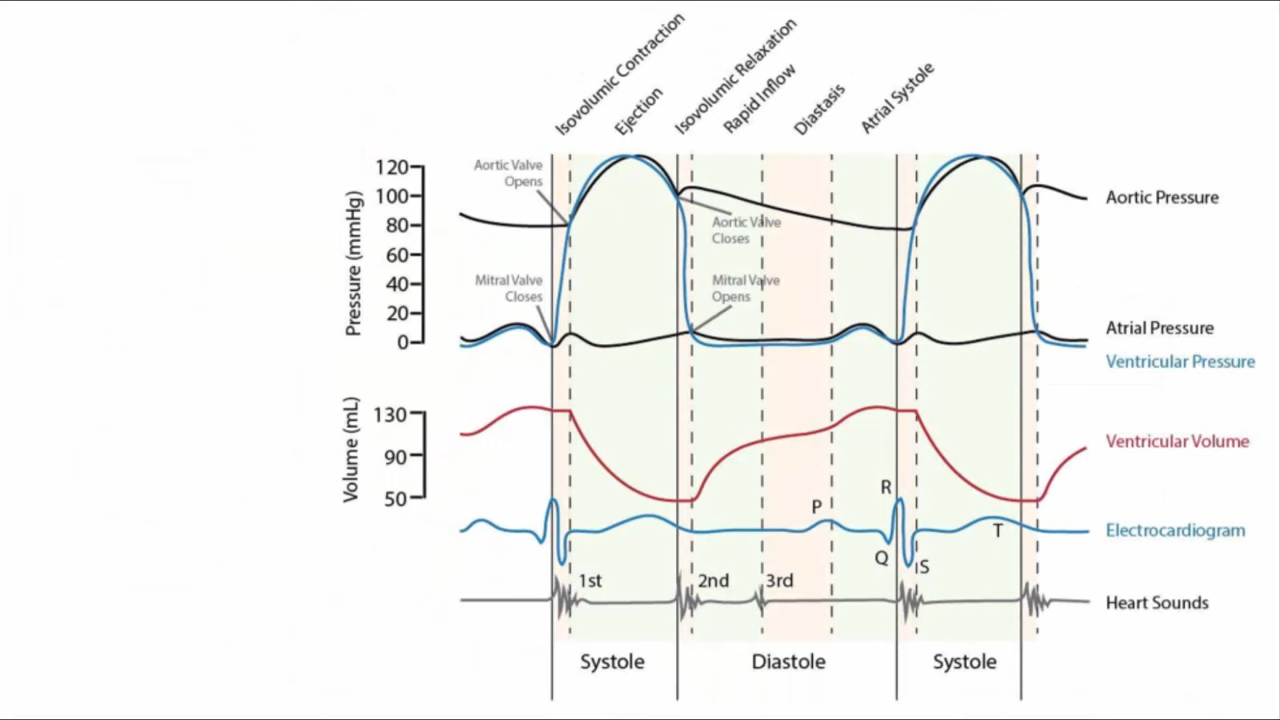 Isovolumic Contraction
Ejection
Isovolumic Relaxation
Rapid Inflow
Diastasis
Atrial Systole
Pressure (mmHg)
120
100
80
60
40
20
0
Aortic Valve
Opens
Aortic Valve
Closes
Mitral Valve
Closes
Mitral Valve
Opens
Aortic Pressure
Atrial Pressure
Ventricular Pressure
Volume (mL)
130
90
50
Ventricular Volume
R
P
Q
S
T
Electrocardiogram
1st
2nd
3rd
Heart Sounds
Systole
Diastole
Systole